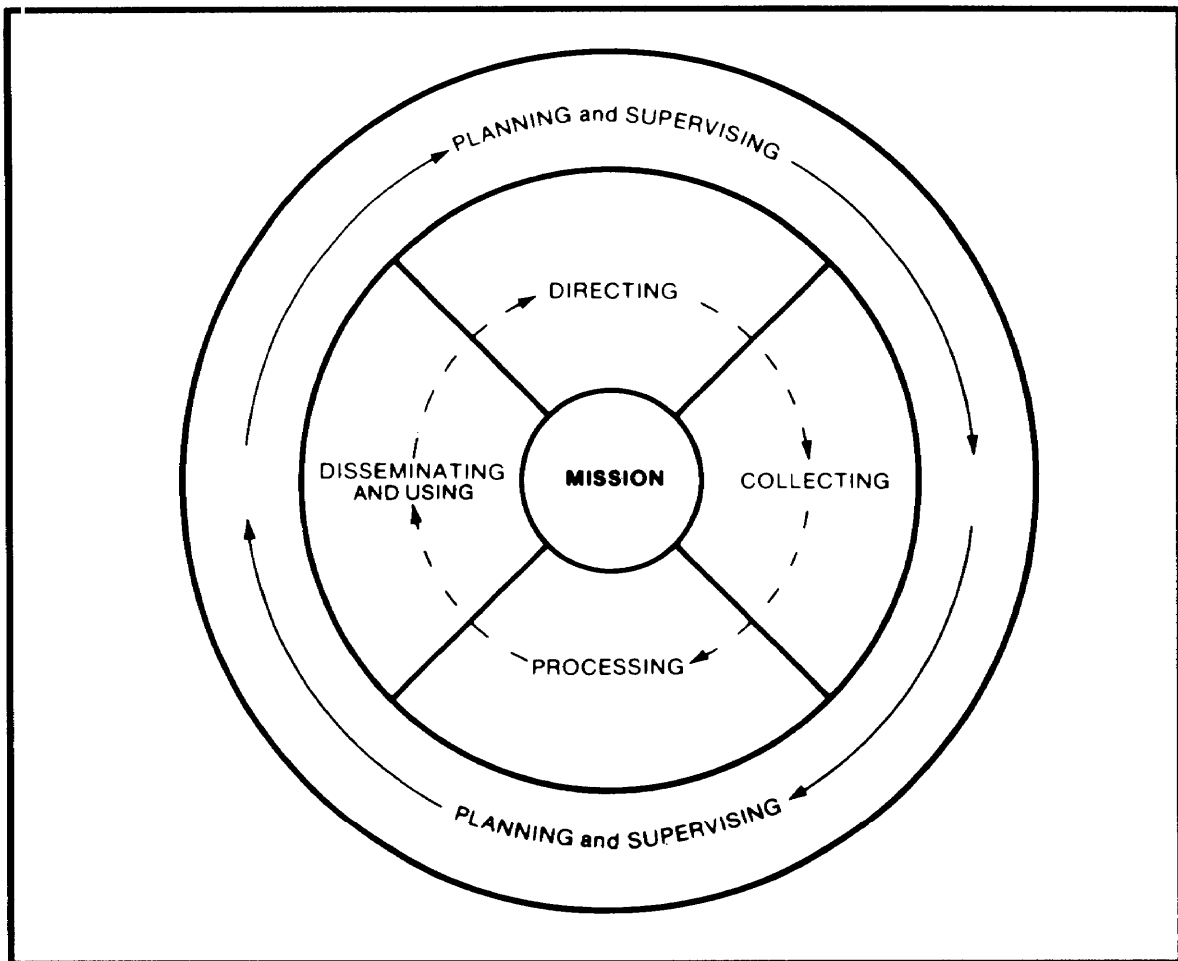 PLANNING and SUPERVISING
DIRECTING
DISSEMINATING
AND USING
MISSION
COLLECTING
PROCESSING
PLANNING and SUPERVISING